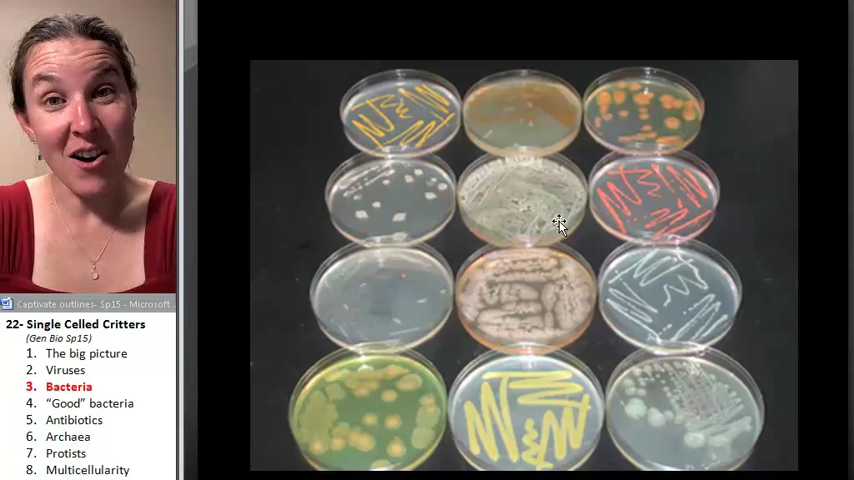 Captivate outlines- Sp15 - Microsoft
22- Single Celled Critters
(Gen Bio Sp15)
1. The big picture
2. Viruses
3. Bacteria
4. “Good” bacteria
5. Antibiotics
6. Archaea
7. Protists
8. Multicellularity